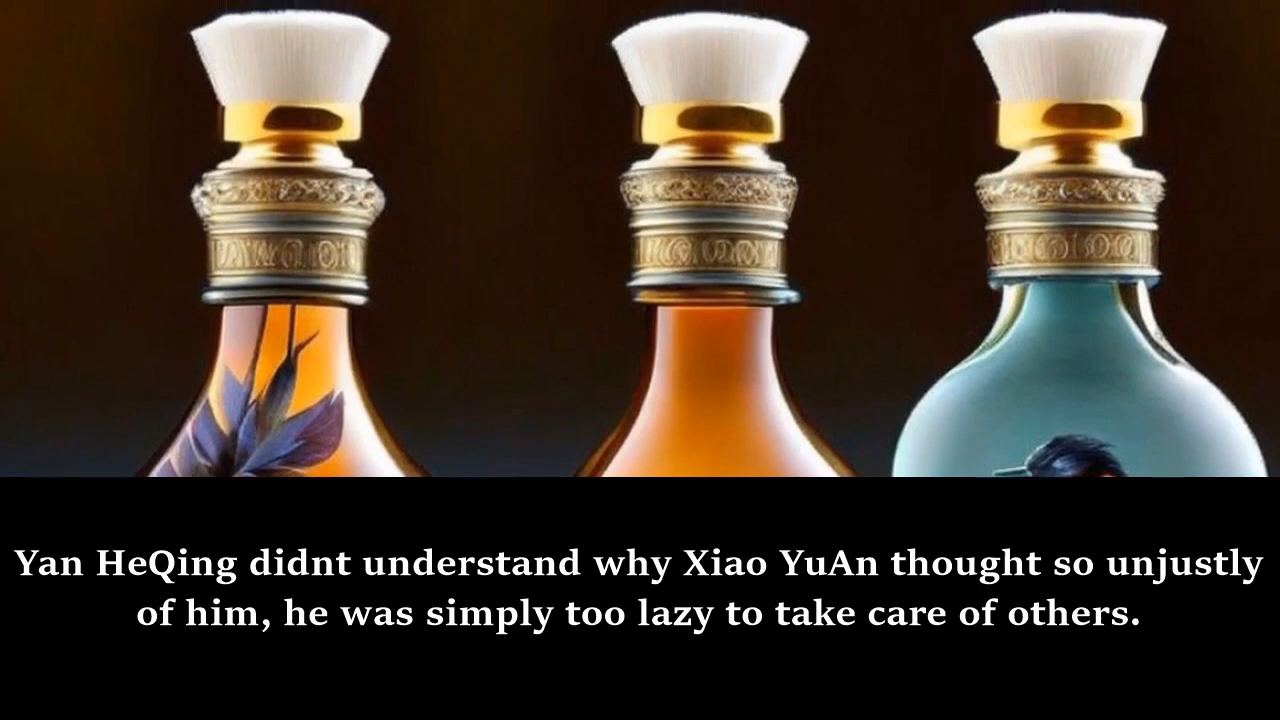 Yan HeQing didnt understand why Xiao YuAn thought so unjustly
of him, he was simply too lazy to take care of others.